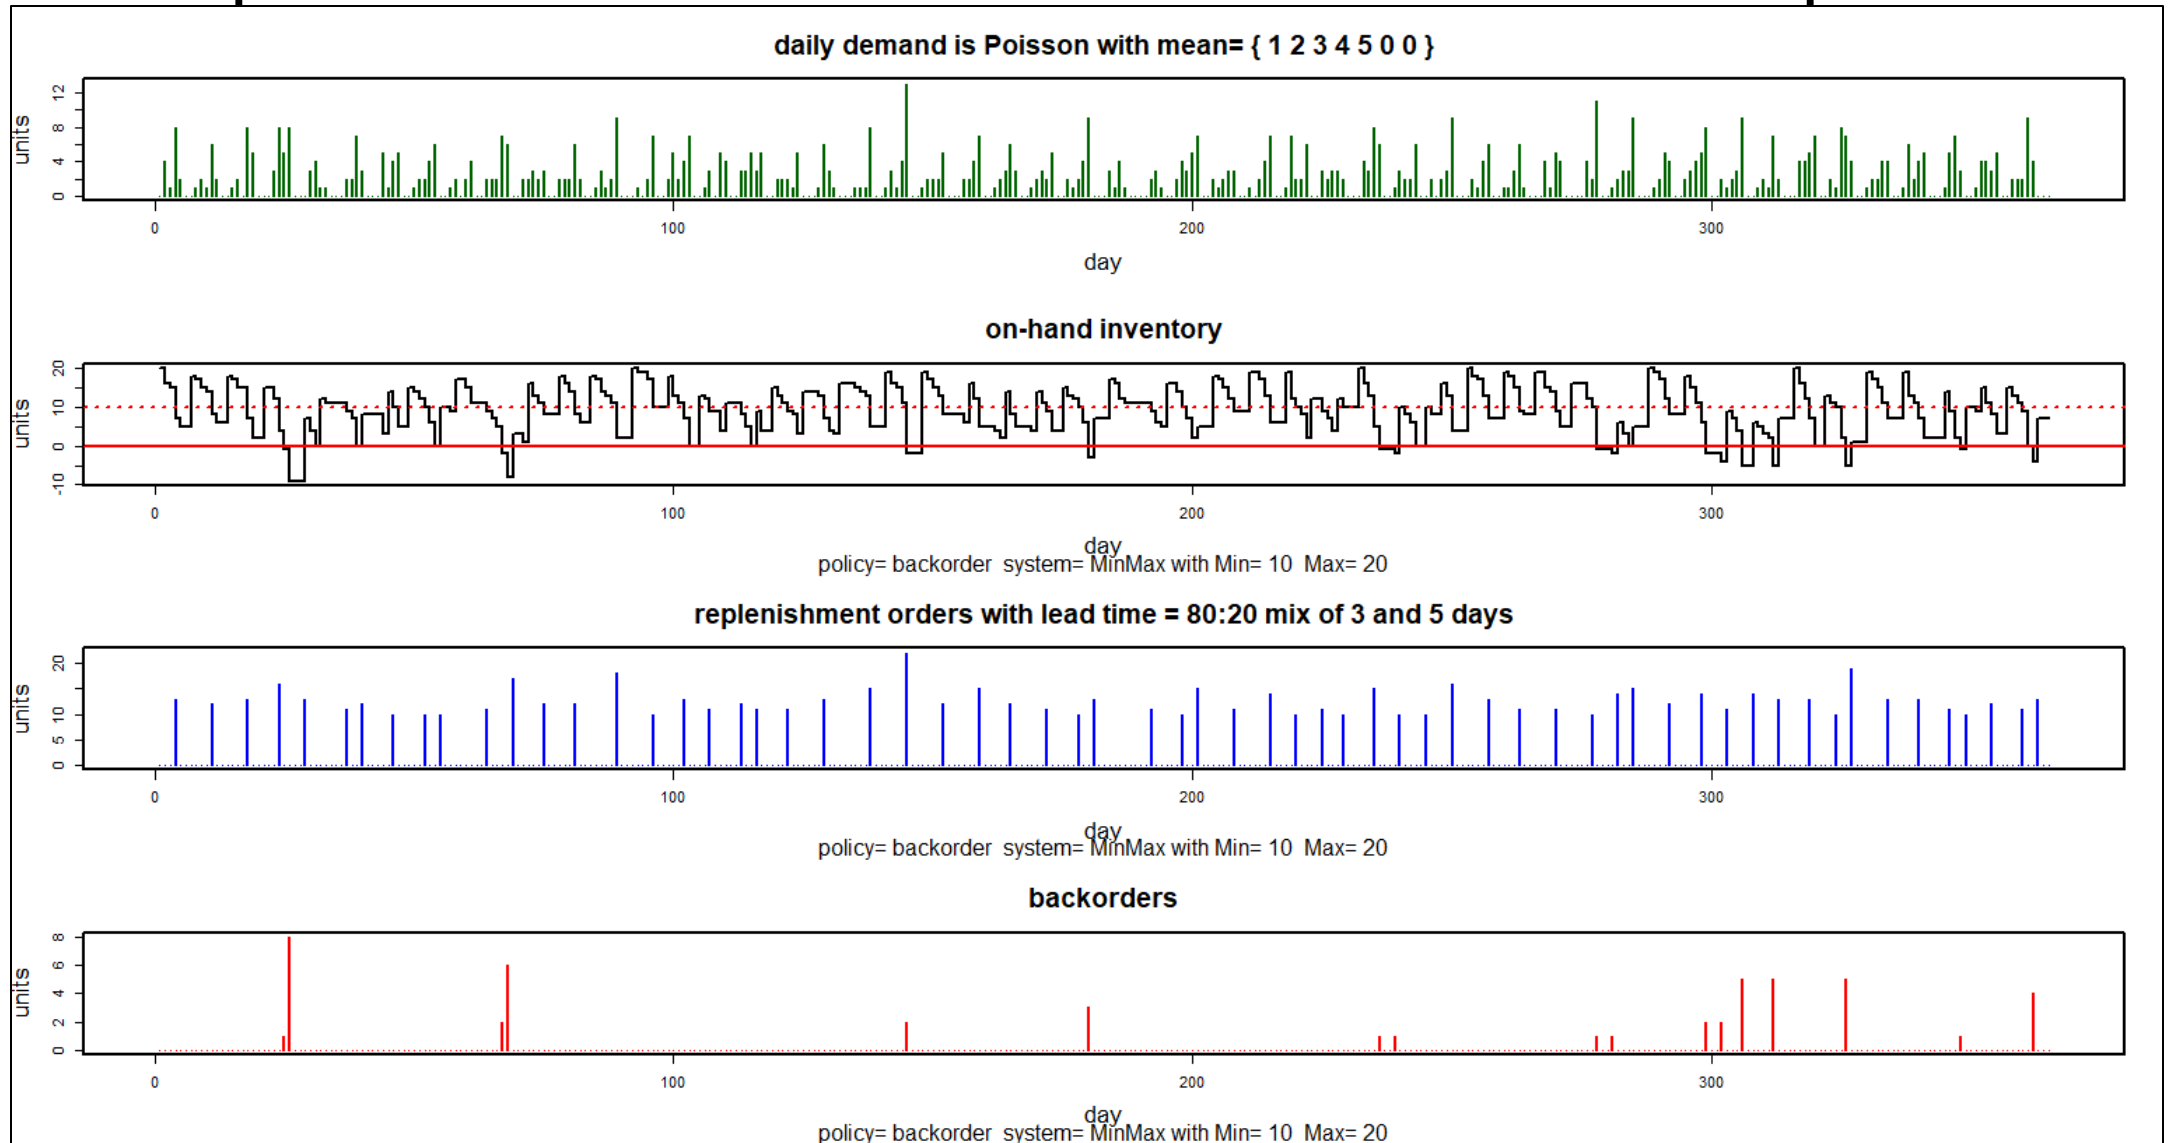 daily demand is Poisson with mean= { 1 2 3 4 5 0 0 }
units
12
8
4
0
0 100 200 300
day
on-hand inventory
units
20
10
0
-10
0 100 200 300
day
policy= backorder system= MinMax with Min= 10 Max= 20
replenishment orders with lead time = 80:20 mix of 3 and 5 days
units
20
10
5
0
0 100 200 300
day
policy= backorder system= MinMax with Min= 10 Max= 20
backorders
units
8
6
4
2
0
0 100 200 300
day
policy= backorder system= MinMax with Min= 10 Max= 20